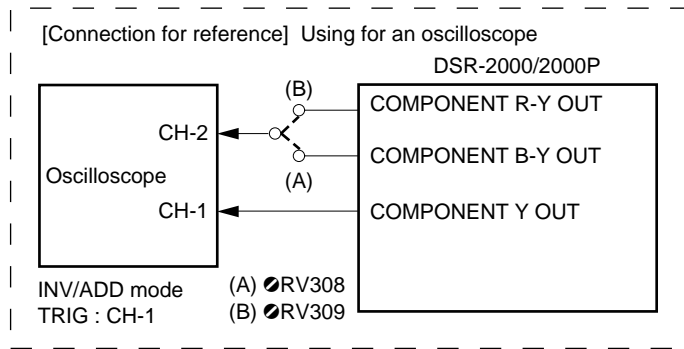 [Connection for reference] Using for an oscilloscope
DSR-2000/2000P
(B)
COMPONENT R-Y OUT
CH-2
COMPONENT B-Y OUT
Oscilloscope
(A)
CH-1
COMPONENT Y OUT
INV/ADD mode
(A) ⊘RV308
TRIG : CH-1
(B) ⊘RV309